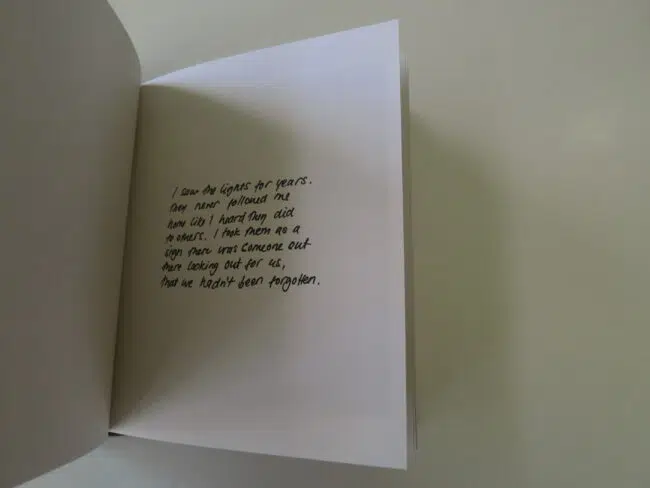 I saw the lights for years.
They never followed me
home like I heard they did
to others. I took them as a
sign there was someone out
there looking out for us,
that we hadn't been forgotten.